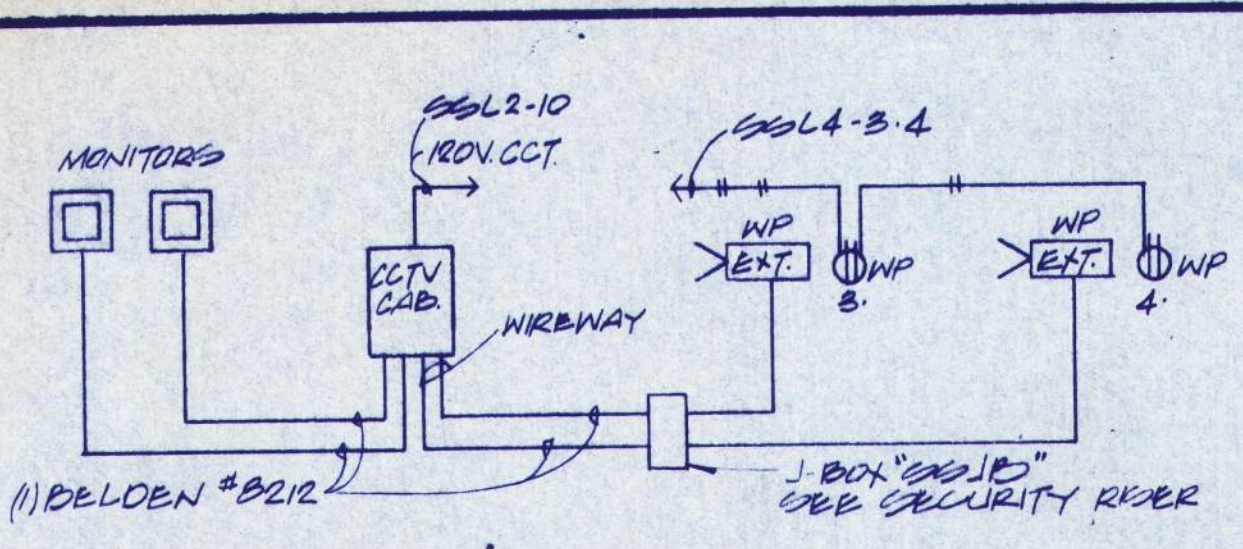 SSL2-10
120V. CCT.
SSL4-3.4
MONITORS
WP
EXT.
WP
3.
WP
EXT.
WP
4.
CCTV
CAB.
WIREWAY
(1) BELDEN #8212
J-BOX "SSJB"
SEE SECURITY RISER